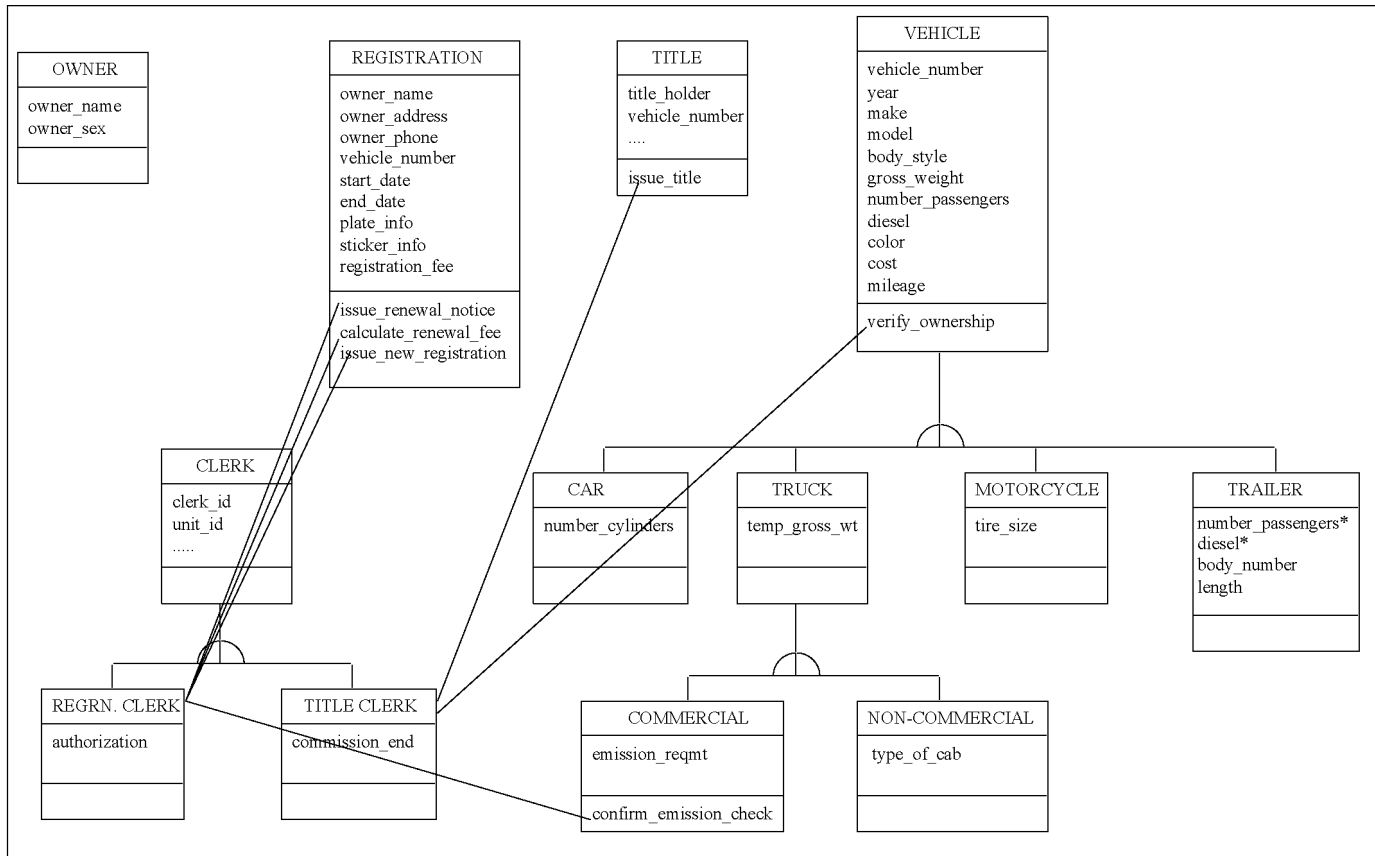 OWNER
owner_name
owner_sex
REGISTRATION
owner_name
owner_address
owner_phone
vehicle_number
start_date
end_date
plate_info
sticker_info
registration_fee
issue_renewal_notice
calculate_renewal_fee
issue_new_registration
TITLE
title_holder
vehicle_number
....
issue_title
VEHICLE
vehicle_number
year
make
model
body_style
gross_weight
number_passengers
diesel
color
cost
mileage
verify_ownership
CLERK
clerk_id
unit_id
.....
CAR
number_cylinders
TRUCK
temp_gross_wt
MOTORCYCLE
tire_size
TRAILER
number_passengers*
diesel*
body_number
length
REGRN. CLERK
authorization
TITLE CLERK
commission_end
COMMERCIAL
emission_reqmt
confirm_emission_check
NON-COMMERCIAL
type_of_cab